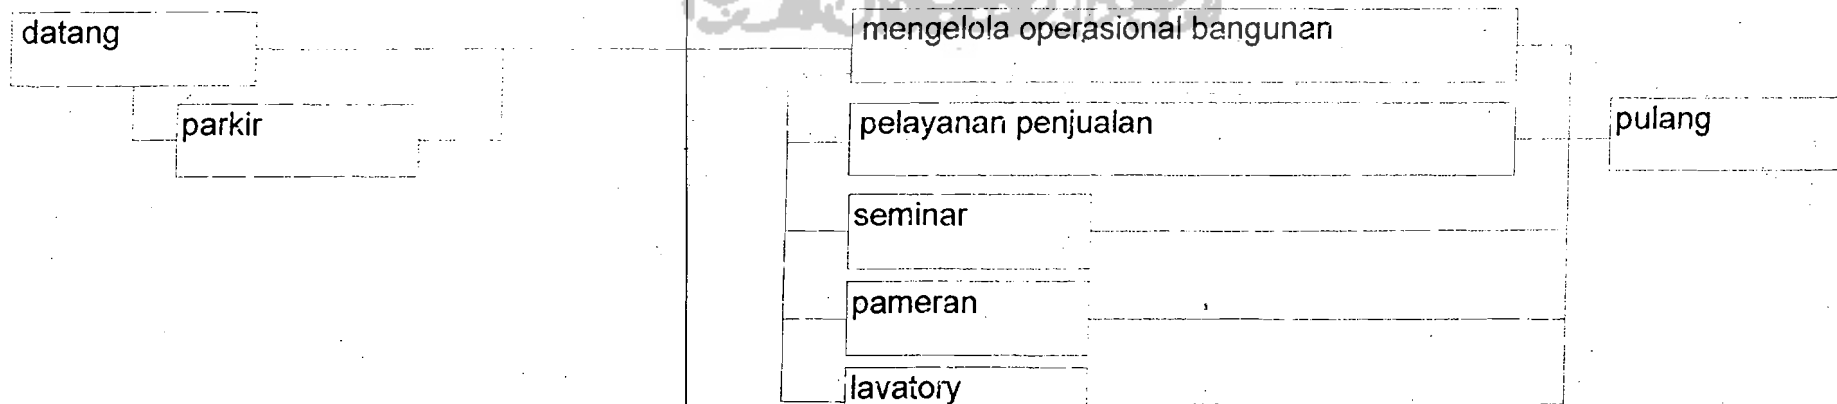 datang
parkir
mengelola operasional bangunan
pelayanan penjualan
seminar
pameran
lavatory
pulang